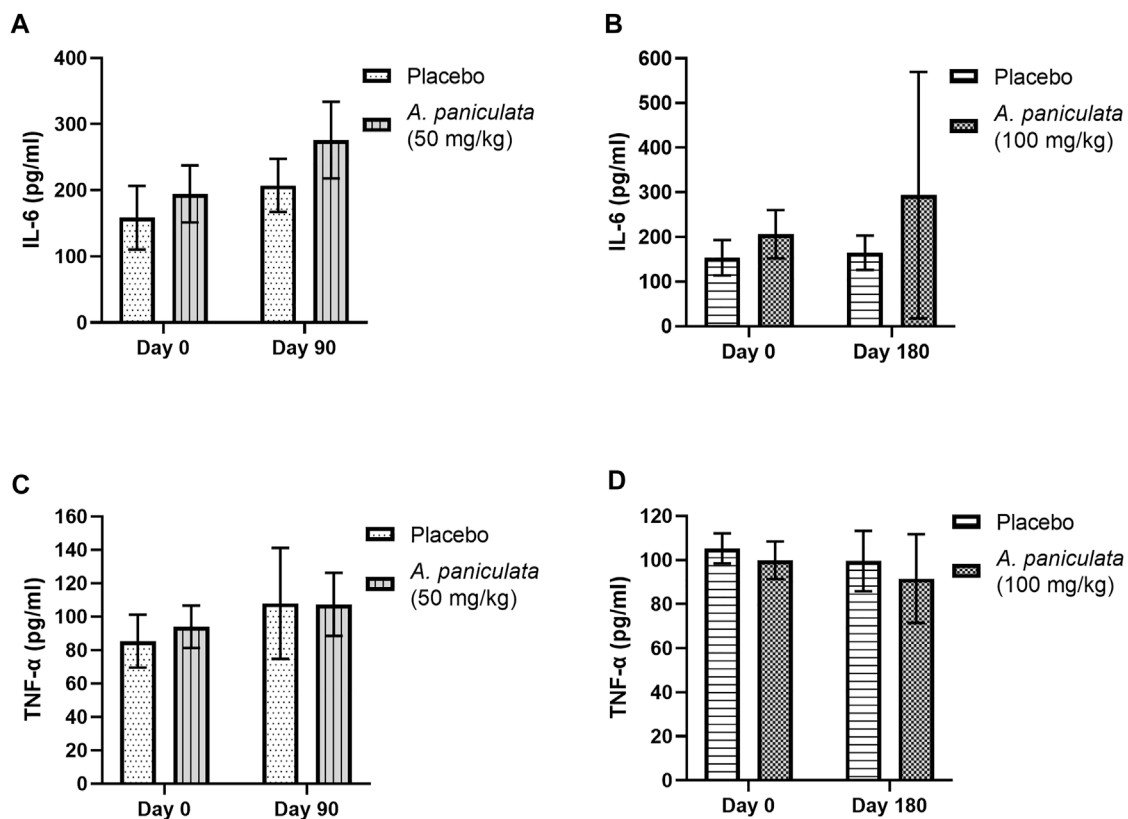 A
IL-6 (pg/ml)
400
300
200
100
0
Day 0
Day 90
Placebo
A. paniculata
(50 mg/kg)
B
IL-6 (pg/ml)
600
500
400
300
200
100
0
Day 0
Day 180
Placebo
A. paniculata
(100 mg/kg)
C
TNF-α (pg/ml)
160
140
120
100
80
60
40
20
0
Day 0
Day 90
Placebo
A. paniculata
(50 mg/kg)
D
TNF-α (pg/ml)
120
100
80
60
40
20
0
Day 0
Day 180
Placebo
A. paniculata
(100 mg/kg)